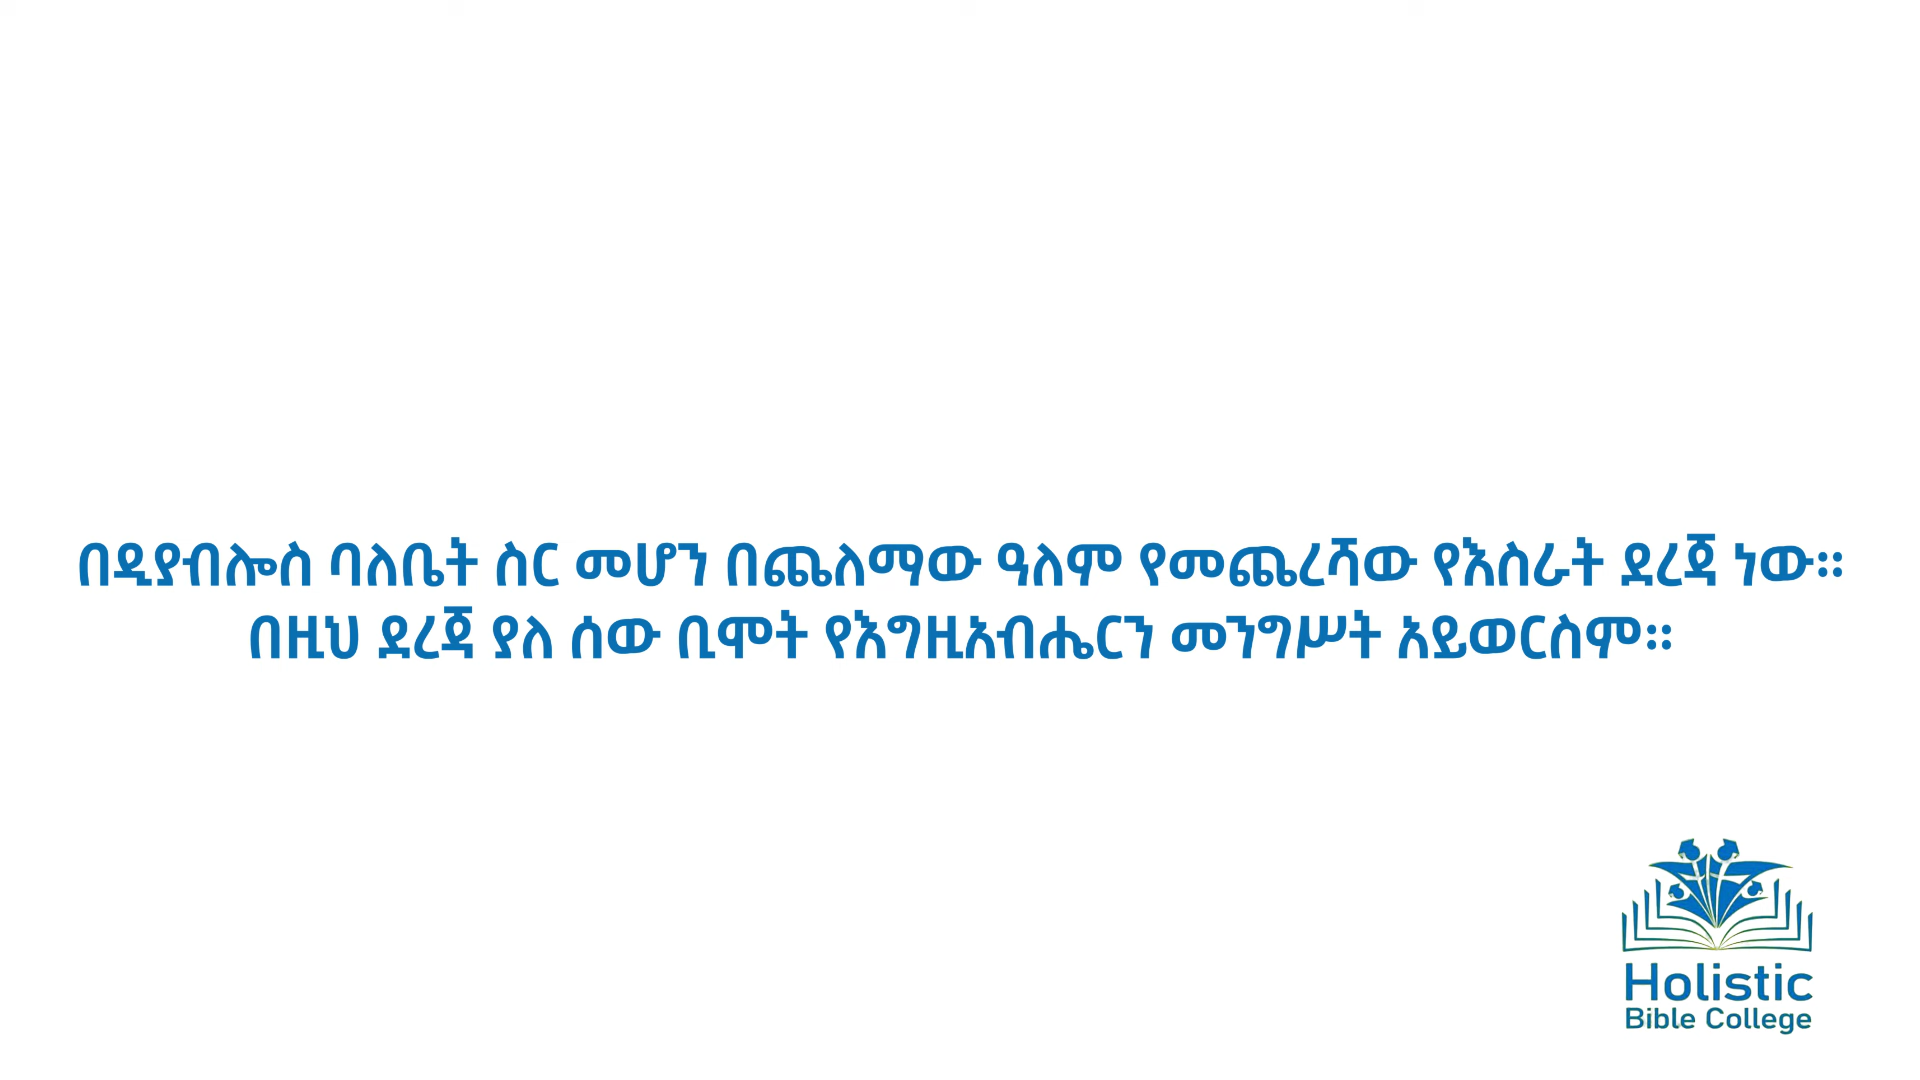 በዲያብሎስ ባለቤት ስር መሆን በጨለማው ዓለም የመጨረሻው የእስራት ደረጃ ነው።
በዚህ ደረጃ ያለ ሰው ቢሞት የእግዚአብሔርን መንግሥት አይወርስም።
Holistic
Bible College